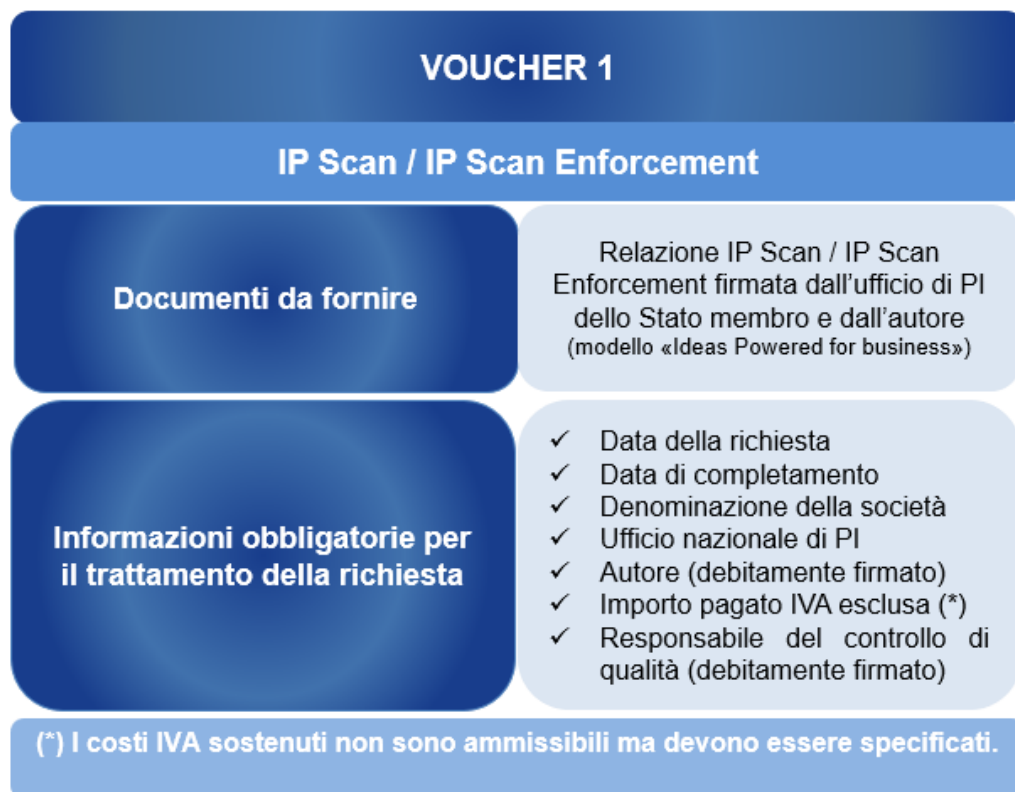 VOUCHER 1
IP Scan / IP Scan Enforcement
Documenti da fornire
Relazione IP Scan / IP Scan
Enforcement firmata dall'ufficio di PI
dello Stato membro e dall'autore
(modello «Ideas Powered for business»)
Informazioni obbligatorie per
il trattamento della richiesta
✓ Data della richiesta
✓ Data di completamento
✓ Denominazione della società
✓ Ufficio nazionale di PI
✓ Autore (debitamente firmato)
✓ Importo pagato IVA esclusa (*)
✓ Responsabile del controllo di
qualità (debitamente firmato)
(*) I costi IVA sostenuti non sono ammissibili ma devono essere specificati.